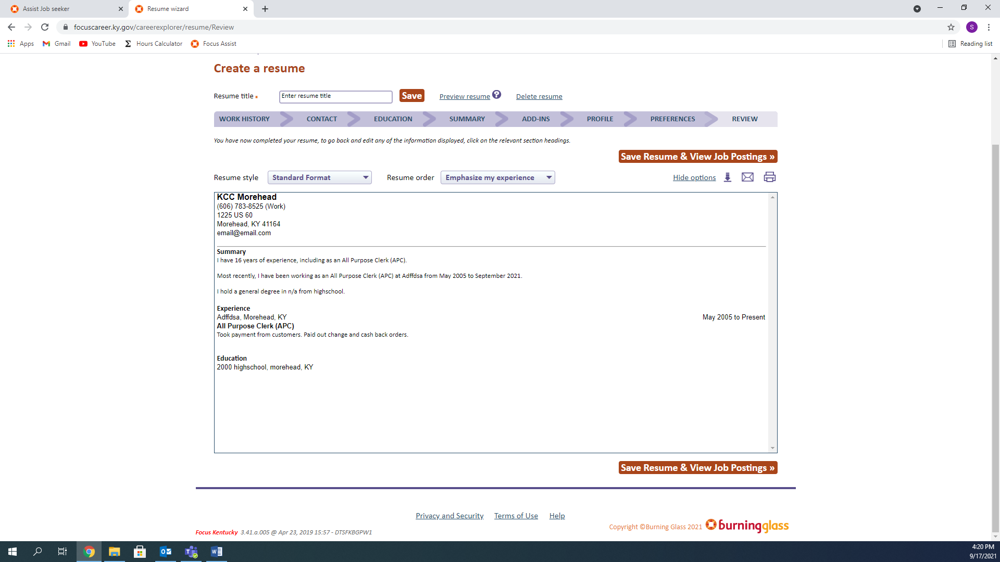 Assist Job seeker
Resume wizard
focuscareer.ky.gov/careerexplorer/resume/Review
S
Apps
Gmail
YouTube
Hours Calculator
Focus Assist
Reading list
Create a resume
Resume title *
Enter resume title
Save
Preview resume
?
Delete resume
WORK HISTORY
CONTACT
EDUCATION
SUMMARY
ADD-INS
PROFILE
PREFERENCES
REVIEW
You have now completed your resume, to go back and edit any of the information displayed, click on the relevant section headings.
Save Resume & View Job Postings »
Resume style
Standard Format
Resume order
Emphasize my experience
Hide options
KCC Morehead
(606) 783-8525 (Work)
1225 US 60
Morehead, KY 41164
email@email.com
Summary
I have 16 years of experience, including as an All Purpose Clerk (APC).
Most recently, I have been working as an All Purpose Clerk (APC) at Adffdsa from May 2005 to September 2021.
I hold a general degree in n/a from highschool.
Experience
Adffdsa, Morehead, KY
May 2005 to Present
All Purpose Clerk (APC)
Took payment from customers. Paid out change and cash back orders.
Education
2000 highschool, morehead, KY
Save Resume & View Job Postings »
Privacy and Security
Terms of Use
Help
Copyright ©Burning Glass 2021
burningglass
Focus Kentucky 3.41.a.005 @ Apr 23, 2019 15:57 - DTSFKBGPW1
4:20 PM
9/17/2021